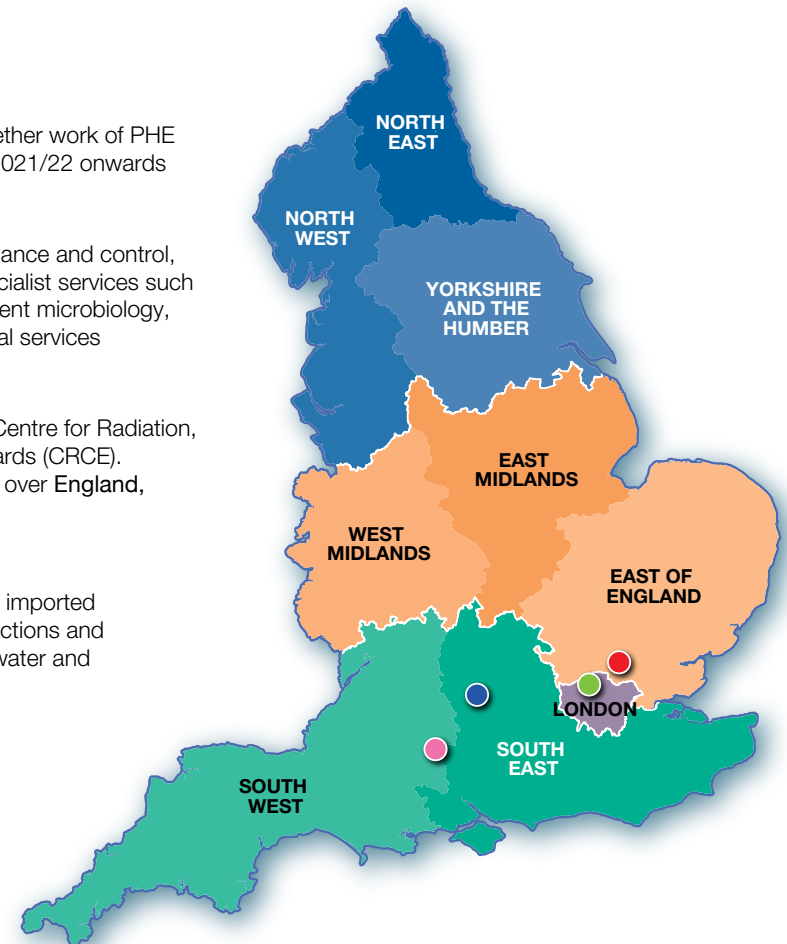 ether work of PHE
021/22 onwards
ance and control,
cialist services such
ent microbiology,
al services
Centre for Radiation,
ards (CRCE).
over England,
imported
ctions and
water and
NORTH
EAST
NORTH
WEST
YORKSHIRE
AND THE
HUMBER
EAST
MIDLANDS
WEST
MIDLANDS
EAST OF
ENGLAND
LONDON
SOUTH
EAST
SOUTH
WEST